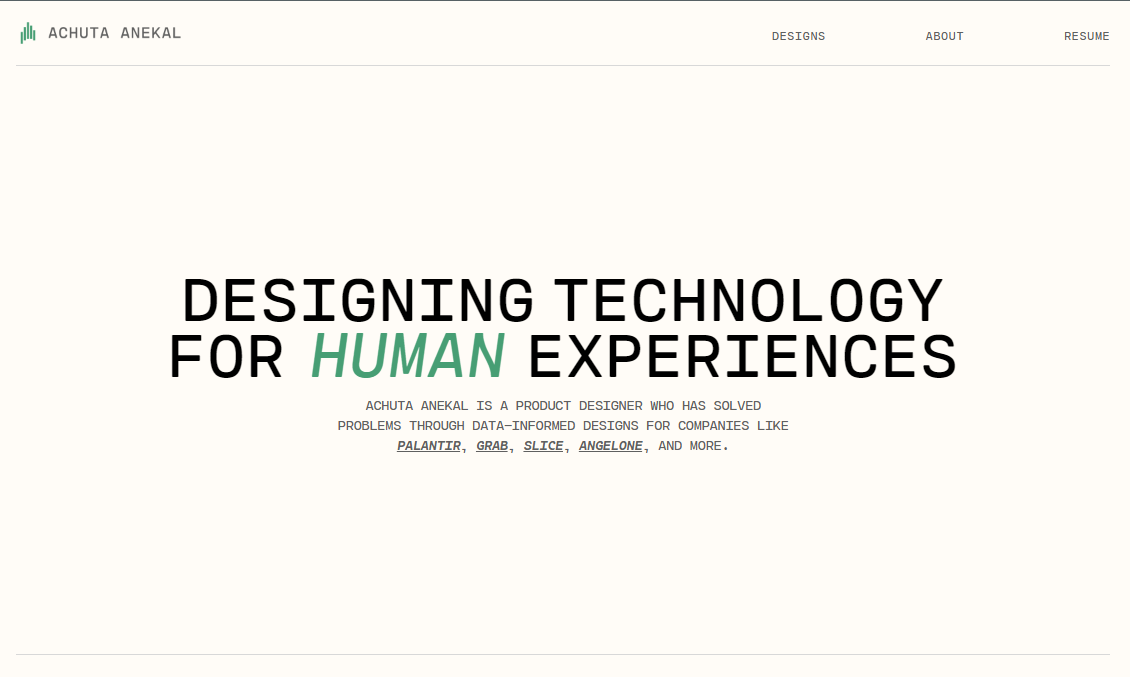 ACHUTA ANEKAL
DESIGNS
ABOUT
RESUME
DESIGNING TECHNOLOGY
FOR HUMAN EXPERIENCES
ACHUTA ANEKAL IS A PRODUCT DESIGNER WHO HAS SOLVED
PROBLEMS THROUGH DATA-INFORMED DESIGNS FOR COMPANIES LIKE
PALANTIR, GRAB, SLICE, ANGELONE, AND MORE.